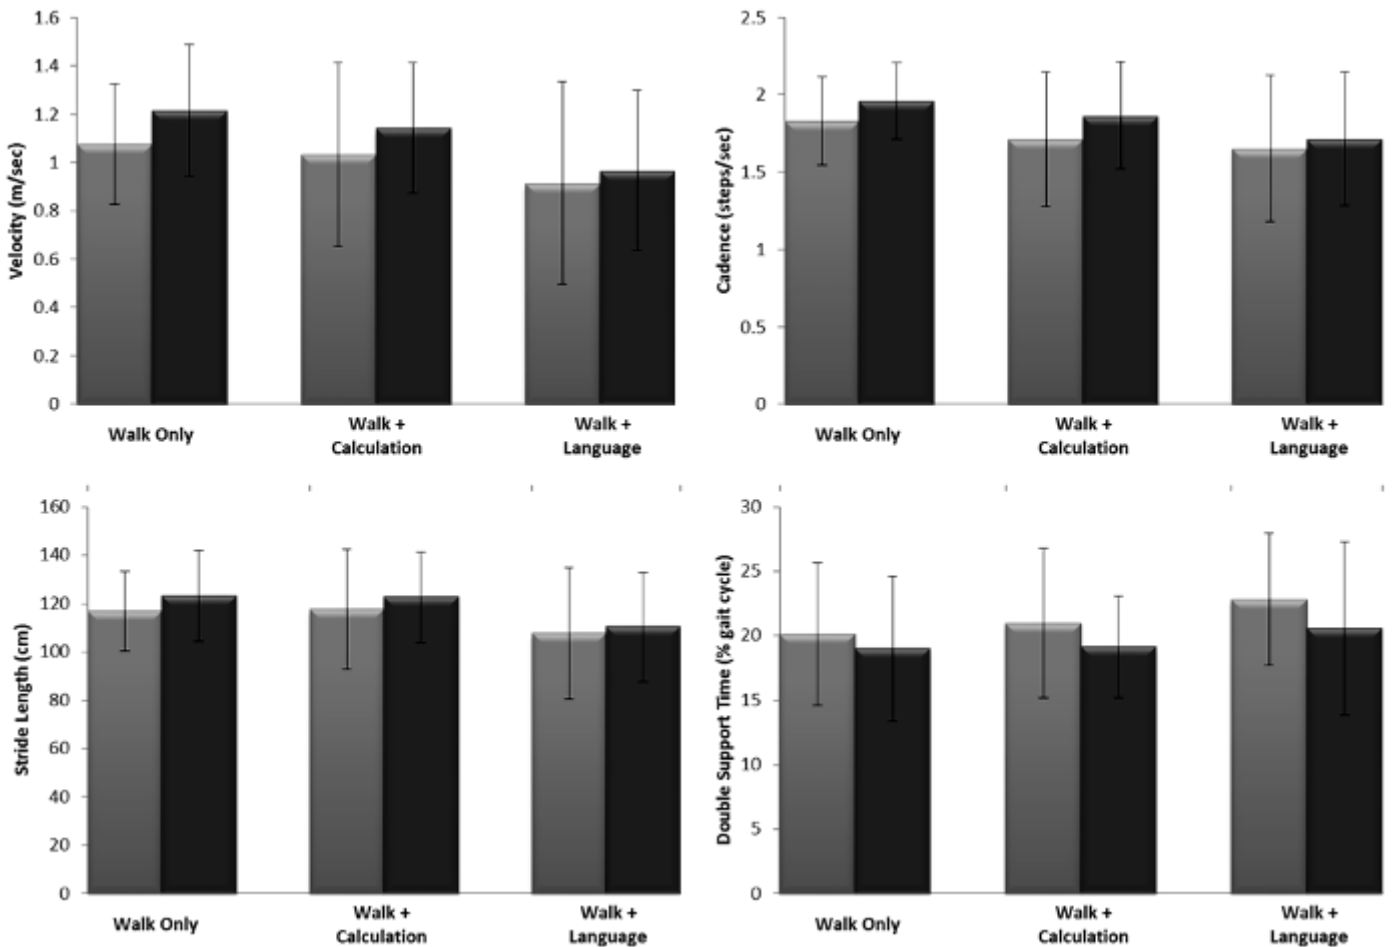 Velocity (m/sec)
1.6
1.4
1.2
1
0.8
0.6
0.4
0.2
0
Walk Only
Walk +
Calculation
Walk +
Language
Cadence (steps/sec)
2.5
2
1.5
1
0.5
0
Walk Only
Walk +
Calculation
Walk +
Language
Stride Length (cm)
160
140
120
100
80
60
40
20
0
Walk Only
Walk +
Calculation
Walk +
Language
Double Support Time (% gait cycle)
30
25
20
15
10
5
0
Walk Only
Walk +
Calculation
Walk +
Language